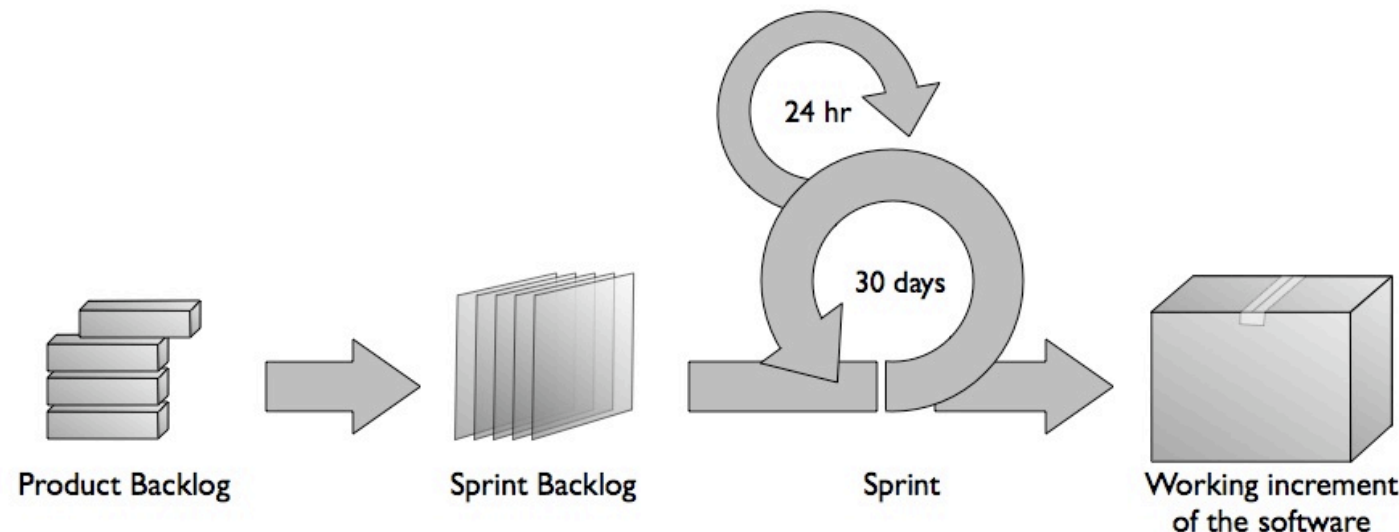 24 hr
30 days
Product Backlog
Sprint Backlog
Sprint
Working increment
of the software